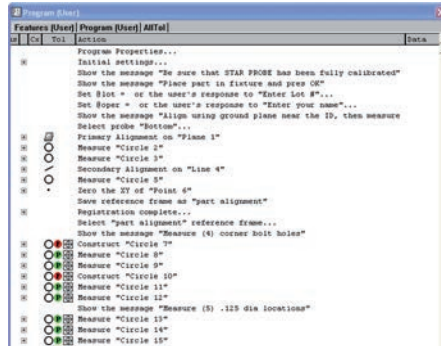 Program (User)
Features (User) Program (User) AllTol
Cx Tol Action Data
Program Properties...
Initial settings...
Show the message "Be sure that STAR PROBE has been fully calibrated"
Show the message "Place part in fixture and pres OK"
Set @lot = or the user's response to "Enter Lot #"...
Set @oper = or the user's response to "Enter your name"...
Show the message "Align using ground plane near the ID, then measure
Select probe "Bottom"...
Primary Alignment on "Plane 1"
Measure "Circle 2"
Measure "Circle 3"
Secondary Alignment on "Line 4"
Measure "Circle 5"
Zero the XY of "Point 6"
Save reference frame as "part alignment"
Registration complete...
Select "part alignment" reference frame...
Show the message "Measure (4) corner bolt holes"
Construct "Circle 7"
Measure "Circle 8"
Measure "Circle 9"
Construct "Circle 10"
Measure "Circle 11"
Measure "Circle 12"
Show the message "Measure (5) .125 dia locations"
Measure "Circle 13"
Measure "Circle 14"
Measure "Circle 15"